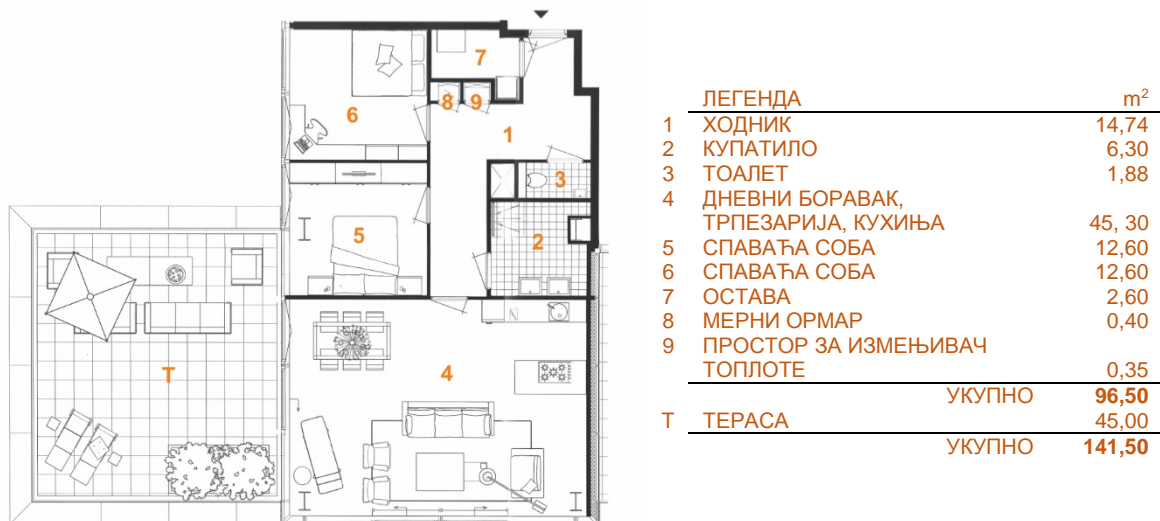 7
8 9
6
1
3
5
2
T
4
ЛЕГЕНДА m²
1 ХОДНИК 14,74
2 КУПАТИЛО 6,30
3 ТОАЛЕТ 1,88
4 ДНЕВНИ БОРАВАК,
ТРПЕЗАРИЈА, КУХИЊА 45, 30
5 СПАВАЋА СОБА 12,60
6 СПАВАЋА СОБА 12,60
7 ОСТАВА 2,60
8 МЕРНИ ОРМАР 0,40
9 ПРОСТОР ЗА ИЗМЕЊИВАЧ
ТОПЛОТЕ 0,35
УКУПНО 96,50
Т ТЕРАСА 45,00
УКУПНО 141,50